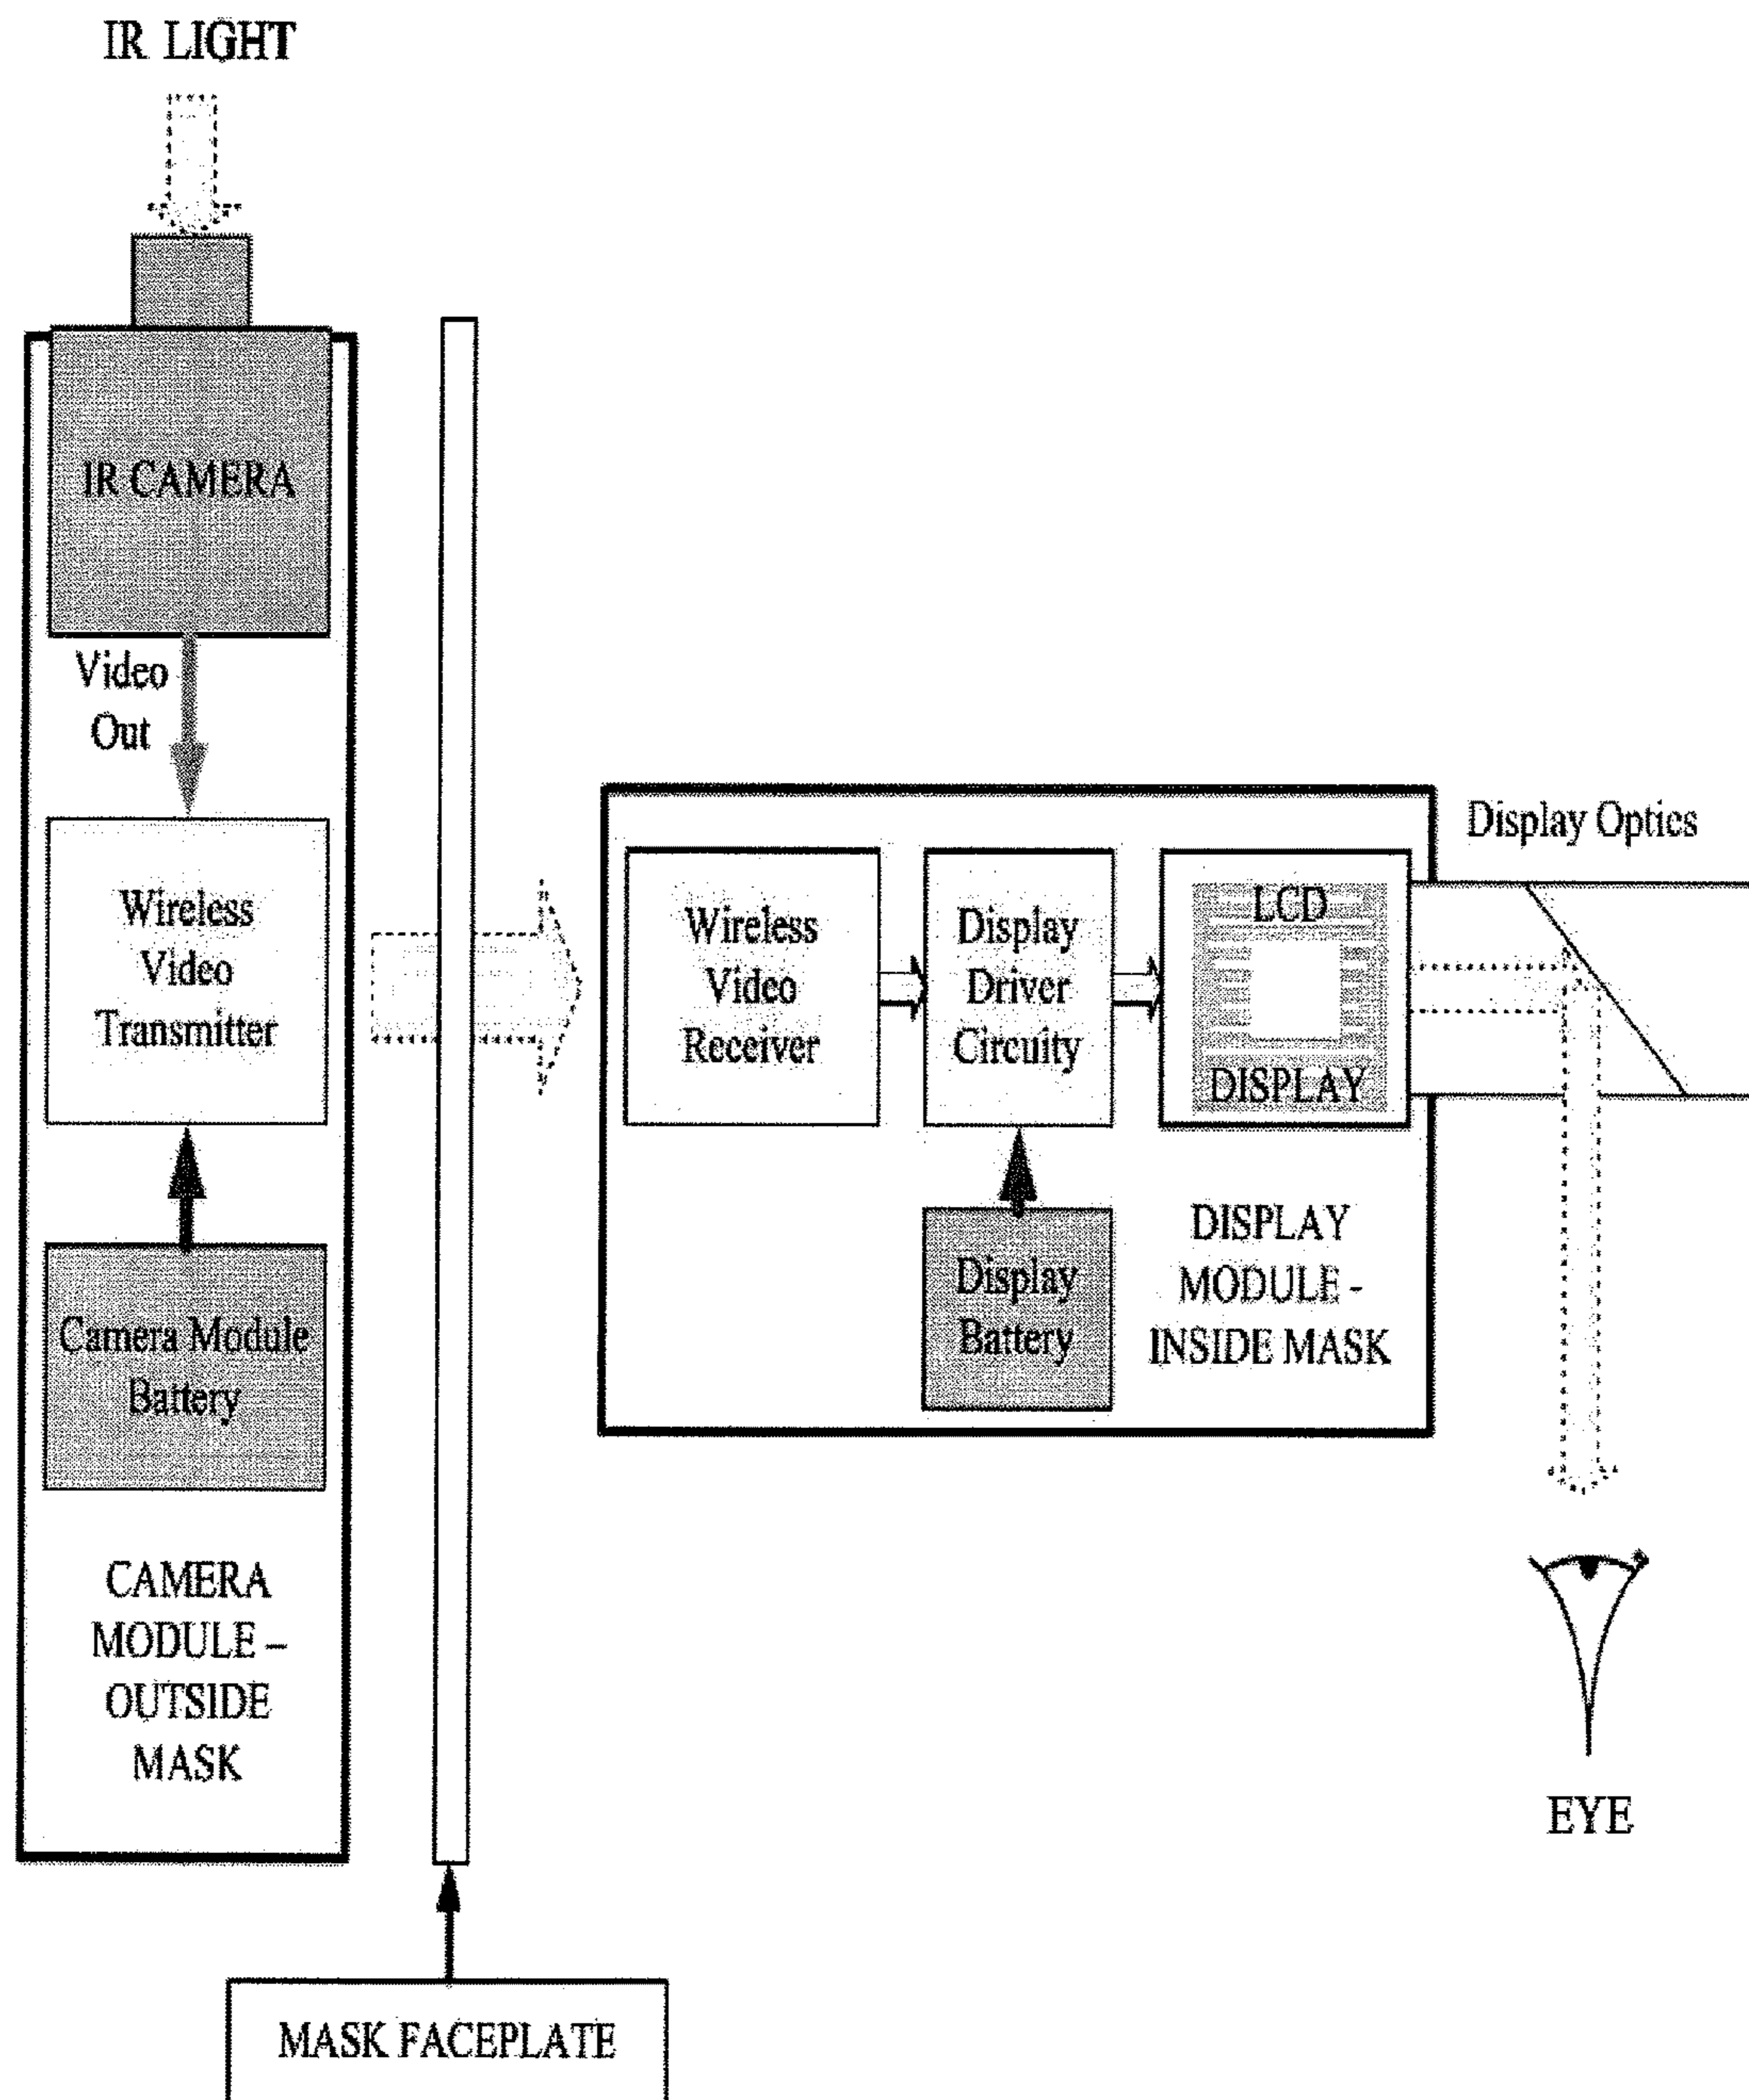 IR LIGHT
IR CAMERA
Video
Out
Wireless
Video
Transmitter
Camera Module
Battery
CAMERA
MODULE –
OUTSIDE
MASK
MASK FACEPLATE
Wireless
Video
Receiver
Display
Driver
Circuity
LCD
DISPLAY
Display
Battery
DISPLAY
MODULE -
INSIDE MASK
Display Optics
EYE